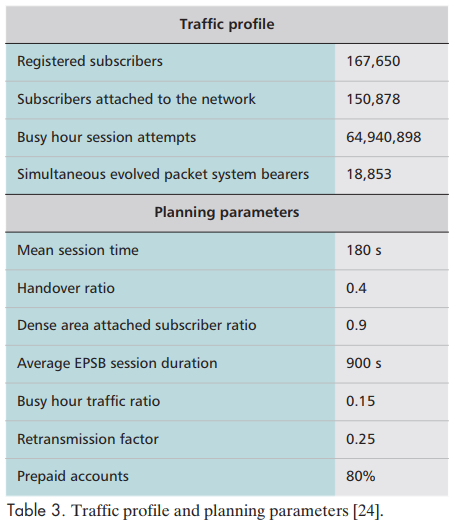 Traffic profile
Registered subscribers 167,650
Subscribers attached to the network 150,878
Busy hour session attempts 64,940,898
Simultaneous evolved packet system bearers 18,853
Planning parameters
Mean session time 180 s
Handover ratio 0.4
Dense area attached subscriber ratio 0.9
Average EPSB session duration 900 s
Busy hour traffic ratio 0.15
Retransmission factor 0.25
Prepaid accounts 80%
Table 3. Traffic profile and planning parameters [24].